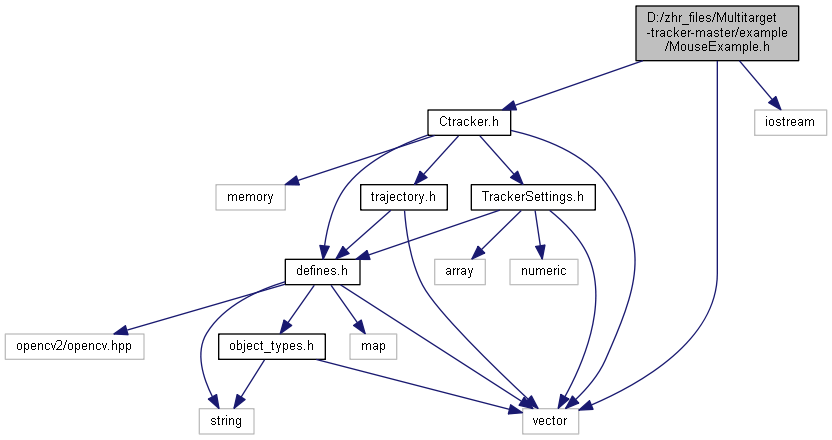 D:/zhr_files/Multitarget
-tracker-master/example
/MouseExample.h
Ctracker.h
iostream
memory
trajectory.h
TrackerSettings.h
defines.h
array
numeric
opencv2/opencv.hpp
object_types.h
map
string
vector